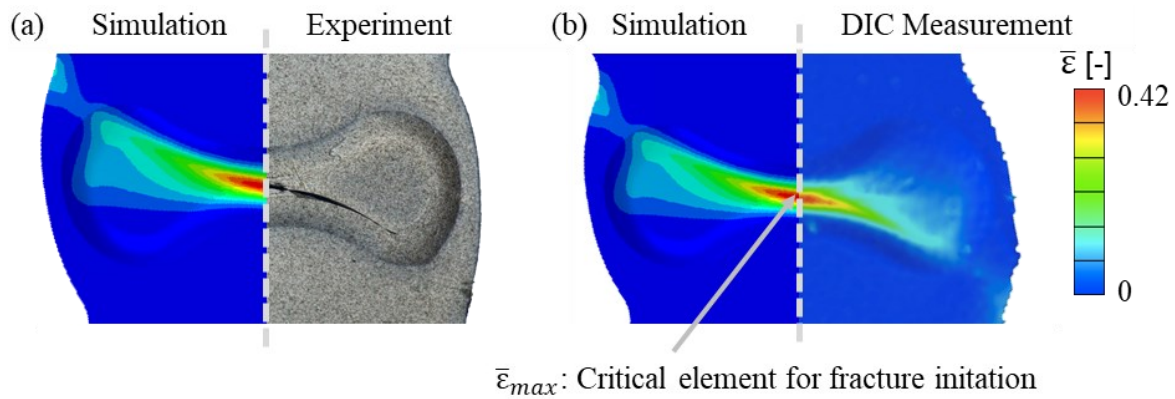 (a) Simulation Experiment
(b) Simulation DIC Measurement
ε̅ [-]
0.42
0
ε̅max: Critical element for fracture initation